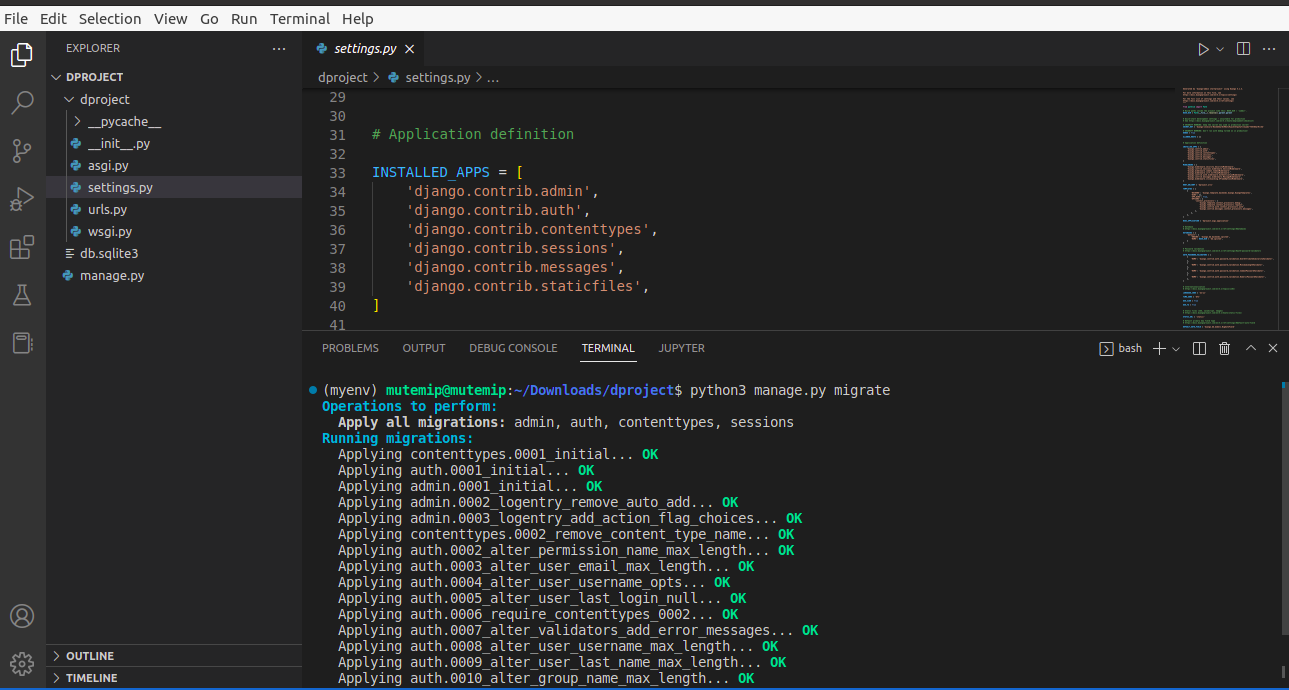 File Edit Selection View Go Run Terminal Help
EXPLORER
DPROJECT
dproject
__pycache__
__init__.py
asgi.py
settings.py
urls.py
wsgi.py
db.sqlite3
manage.py
OUTLINE
TIMELINE
settings.py
dproject > settings.py > ...
29
30
31 # Application definition
32
33 INSTALLED_APPS = [
34 'django.contrib.admin',
35 'django.contrib.auth',
36 'django.contrib.contenttypes',
37 'django.contrib.sessions',
38 'django.contrib.messages',
39 'django.contrib.staticfiles',
40 ]
41
PROBLEMS OUTPUT DEBUG CONSOLE TERMINAL JUPYTER bash
(myenv) mutemip@mutemip:~/Downloads/dproject$ python3 manage.py migrate
Operations to perform:
Apply all migrations: admin, auth, contenttypes, sessions
Running migrations:
Applying contenttypes.0001_initial... OK
Applying auth.0001_initial... OK
Applying admin.0001_initial... OK
Applying admin.0002_logentry_remove_auto_add... OK
Applying admin.0003_logentry_add_action_flag_choices... OK
Applying contenttypes.0002_remove_content_type_name... OK
Applying auth.0002_alter_permission_name_max_length... OK
Applying auth.0003_alter_user_email_max_length... OK
Applying auth.0004_alter_user_username_opts... OK
Applying auth.0005_alter_user_last_login_null... OK
Applying auth.0006_require_contenttypes_0002... OK
Applying auth.0007_alter_validators_add_error_messages... OK
Applying auth.0008_alter_user_username_max_length... OK
Applying auth.0009_alter_user_last_name_max_length... OK
Applying auth.0010_alter_group_name_max_length... OK